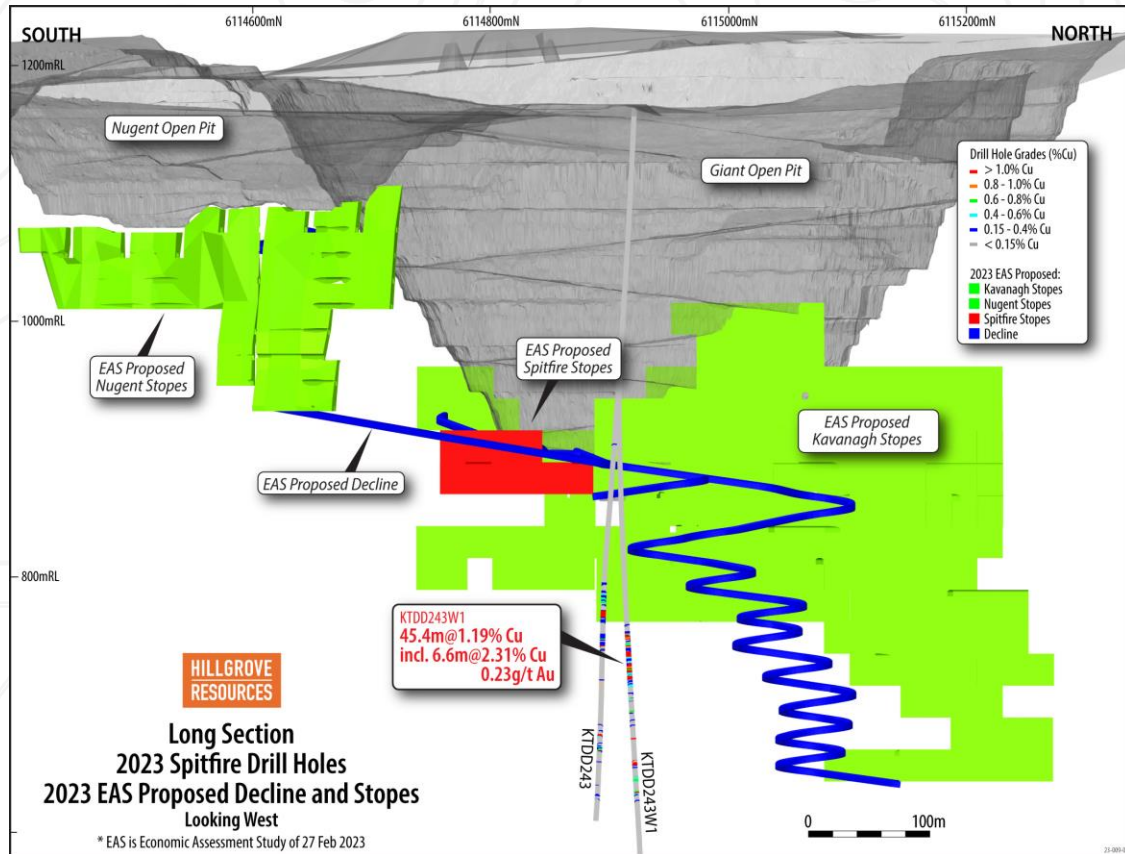 6114600mN
6114800mN
6115000mN
6115200mN
SOUTH
NORTH
1200mRL
Nugent Open Pit
Giant Open Pit
Drill Hole Grades (%Cu)
> 1.0% Cu
0.8 - 1.0% Cu
0.6 - 0.8% Cu
0.4 - 0.6% Cu
0.15 - 0.4% Cu
< 0.15% Cu
2023 EAS Proposed:
Kavanagh Stopes
Nugent Stopes
Spitfire Stopes
Decline
1000mRL
EAS Proposed
Nugent Stopes
EAS Proposed
Spitfire Stopes
EAS Proposed
Kavanagh Stopes
EAS Proposed Decline
800mRL
KTDD243W1
45.4m@1.19% Cu
incl. 6.6m@2.31% Cu
0.23g/t Au
HILLGROVE
RESOURCES
KTDD243
KTDD243W1
Long Section
2023 Spitfire Drill Holes
2023 EAS Proposed Decline and Stopes
Looking West
* EAS is Economic Assessment Study of 27 Feb 2023
0
100m